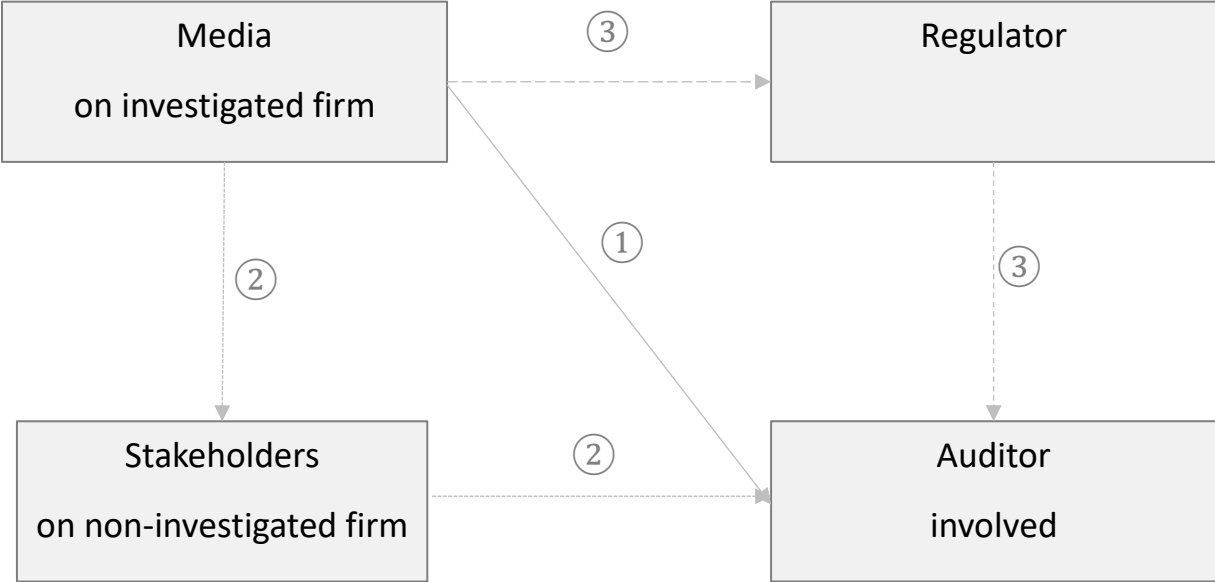 Media
on investigated firm
③
Regulator
①
②
③
Stakeholders
on non-investigated firm
②
Auditor
involved